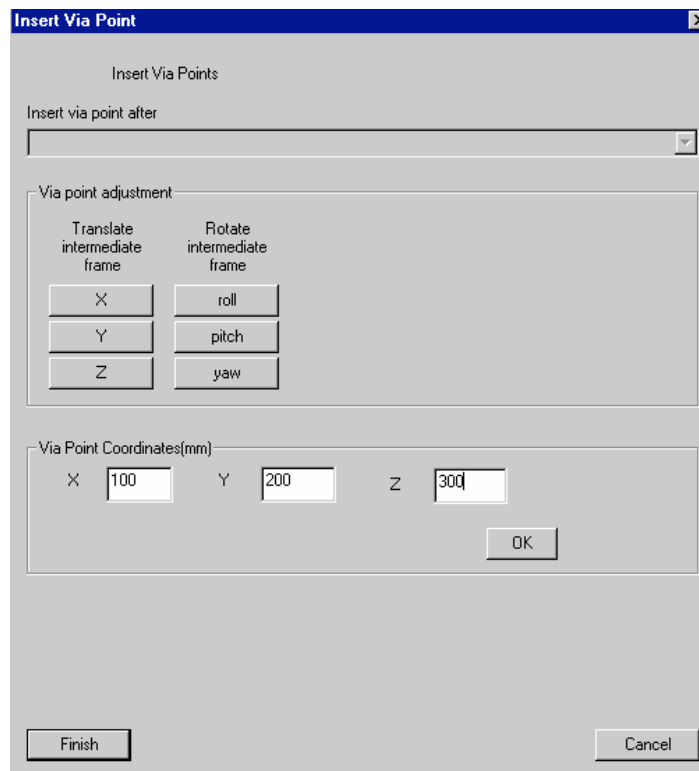 Insert Via Point
Insert Via Points
Insert via point after
Via point adjustment
Translate
intermediate
frame
Rotate
intermediate
frame
X roll
Y pitch
Z yaw
Via Point Coordinates(mm)
X 100 Y 200 Z 300
OK
Finish Cancel